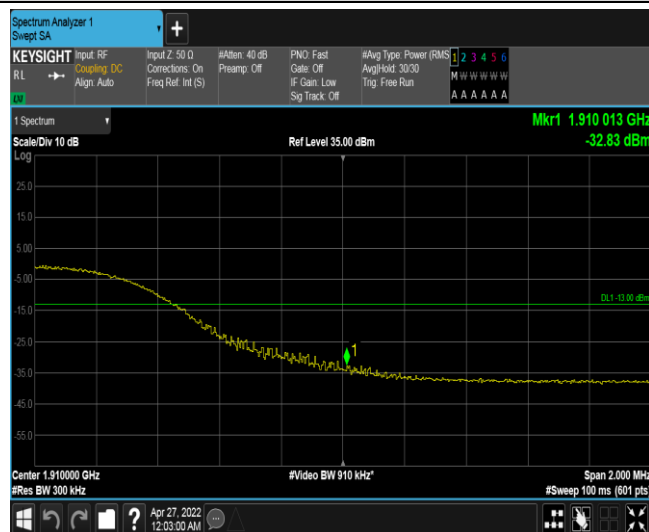 Spectrum Analyzer 1
Swept SA
KEYSIGHT
RL
Input: RF
Coupling: DC
Align: Auto
Input Z: 50 Ω
Corrections: On
Freq Ref: Int (S)
#Atten: 40 dB
Preamp: Off
PNO: Fast
Gate: Off
IF Gain: Low
Sig Track: Off
#Avg Type: Power (RMS
Avg|Hold: 30/30
Trig: Free Run
1 2 3 4 5 6
M W W W W W
A A A A A A
1 Spectrum
Mkr1 1.910 013 GHz
Scale/Div 10 dB
Ref Level 35.00 dBm
-32.83 dBm
Log
25.0
15.0
5.00
-5.00
DL1 -13.00 dBm
-15.0
-25.0
1
-35.0
-45.0
-55.0
Center 1.910000 GHz
#Video BW 910 kHz*
Span 2.000 MHz
#Res BW 300 kHz
#Sweep 100 ms (601 pts)
?
Apr 27, 2022
12:03:00 AM